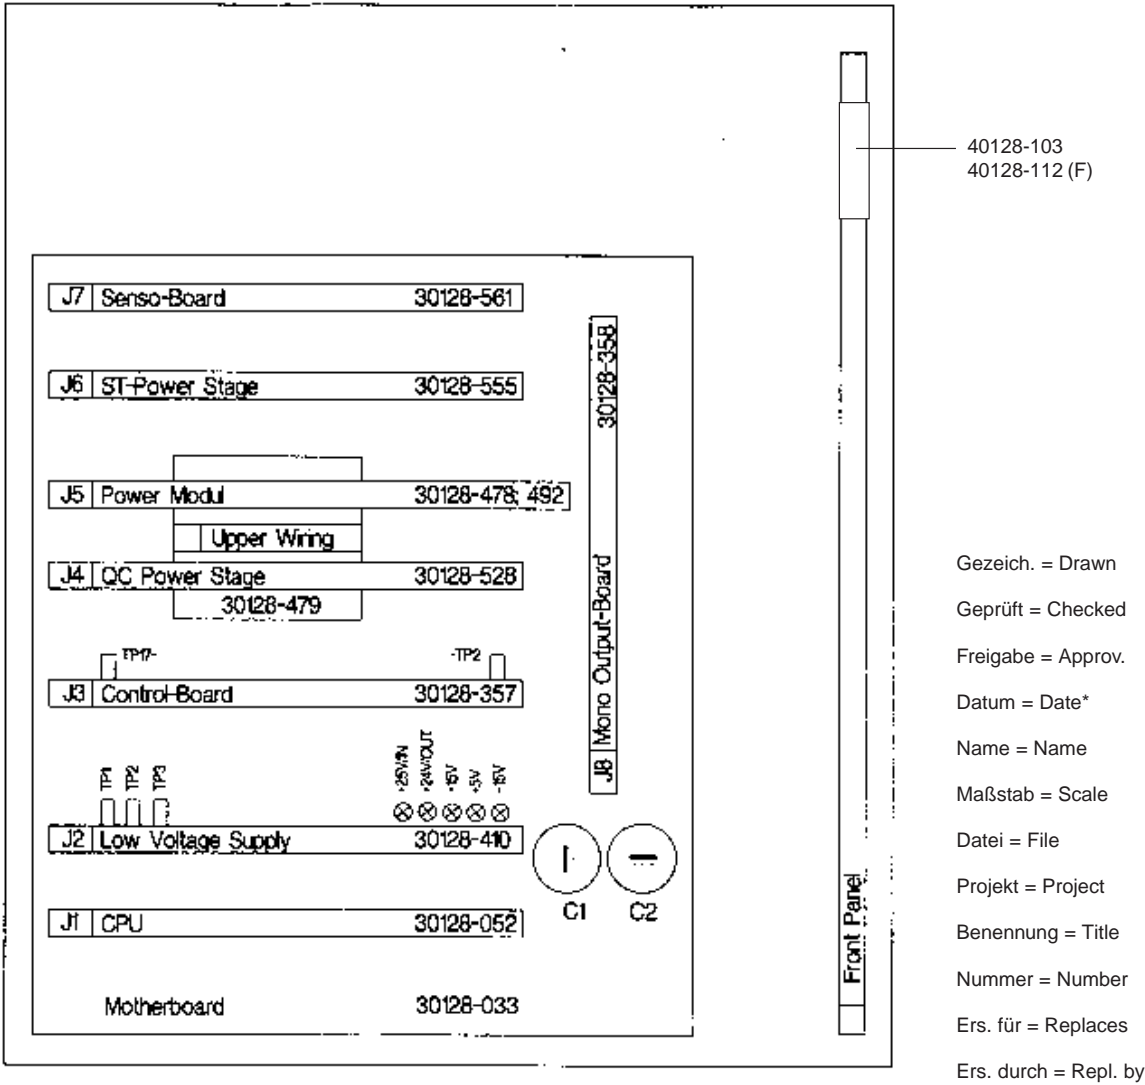 40128-103
40128-112 (F)
J7 Senso-Board 30128-561
J6 ST-Power Stage 30128-555
J5 Power Modul 30128-478; 492
Upper Wiring
J4 QC Power Stage 30128-528
30128-479
TP17
TP2
J3 Control-Board 30128-357
TP1
TP2
TP3
+25V/IN
+24V/OUT
+5V
-15V
J2 Low Voltage Supply 30128-410
J1 CPU 30128-052
Motherboard 30128-033
J8 Mono Output-Board 30128-358
C1
C2
Front Panel
Gezeich. = Drawn
Geprüft = Checked
Freigabe = Approv.
Datum = Date*
Name = Name
Maßstab = Scale
Datei = File
Projekt = Project
Benennung = Title
Nummer = Number
Ers. für = Replaces
Ers. durch = Repl. by